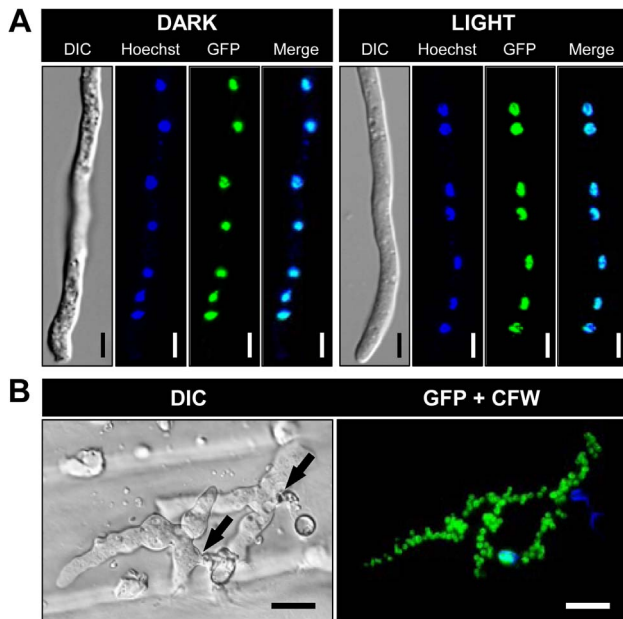 A
DARK
LIGHT
DIC Hoechst GFP Merge
DIC Hoechst GFP Merge
B
DIC
GFP + CFW